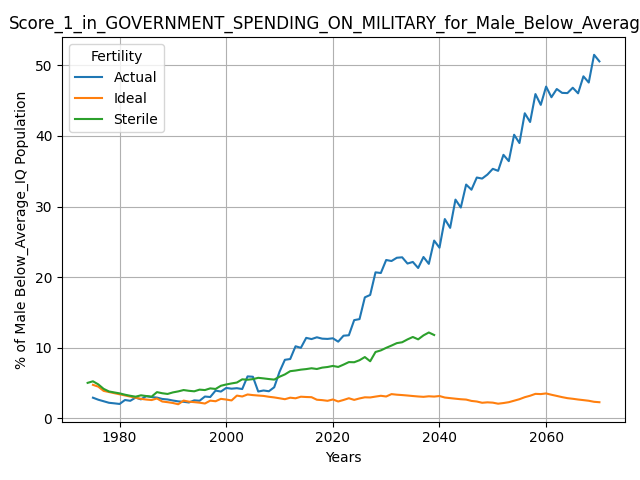 Score_1_in_GOVERNMENT_SPENDING_ON_MILITARY_for_Male_Below_Averag
Fertility
Actual
Ideal
Sterile
% of Male Below_Average_IQ Population
50
40
30
20
10
0
1980 2000 2020 2040 2060
Years